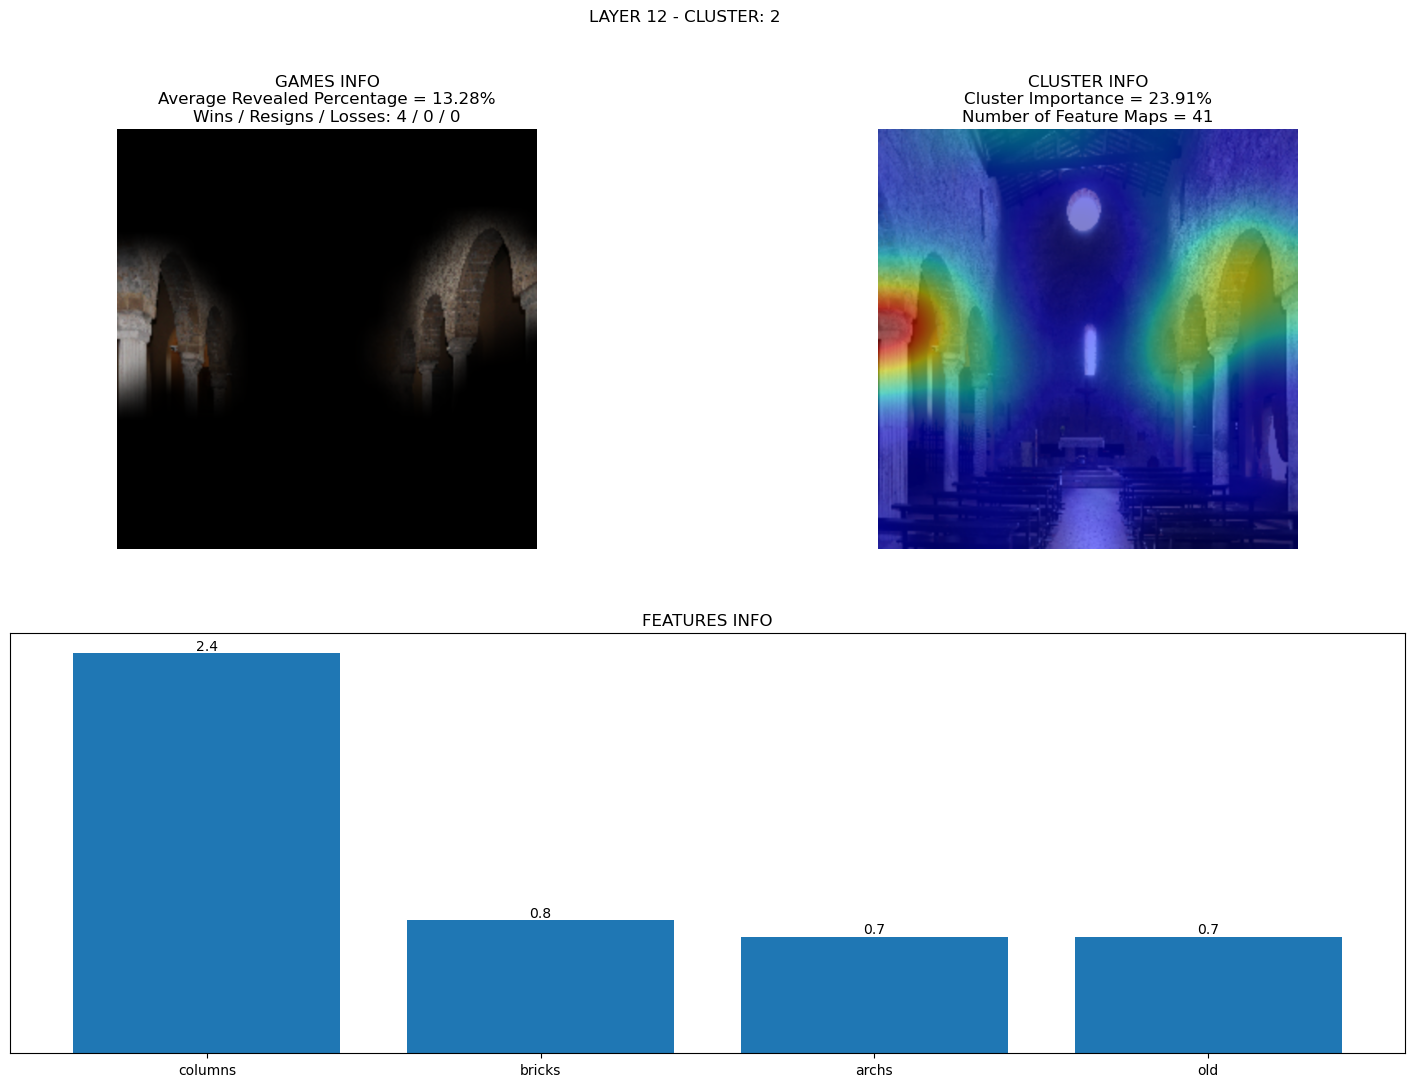 LAYER 12 - CLUSTER: 2
GAMES INFO
Average Revealed Percentage = 13.28%
Wins / Resigns / Losses: 4 / 0 / 0
CLUSTER INFO
Cluster Importance = 23.91%
Number of Feature Maps = 41
FEATURES INFO
2.4
0.8
0.7
0.7
columns
bricks
archs
old